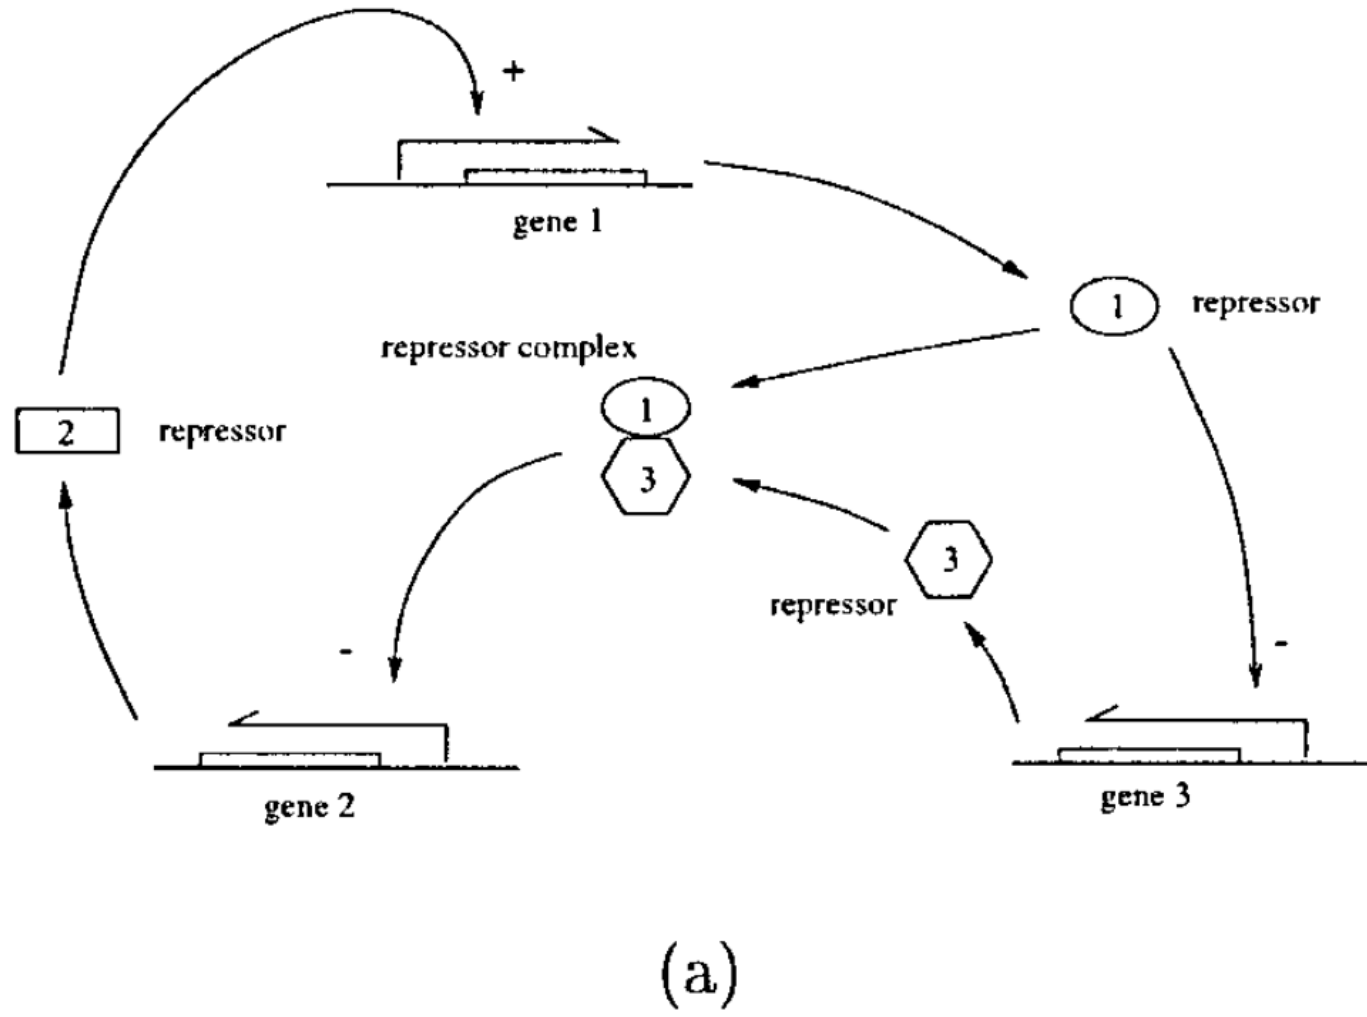 +
gene 1
1
repressor
repressor complex
1
2
repressor
3
3
repressor
-
-
gene 2
gene 3
(a)